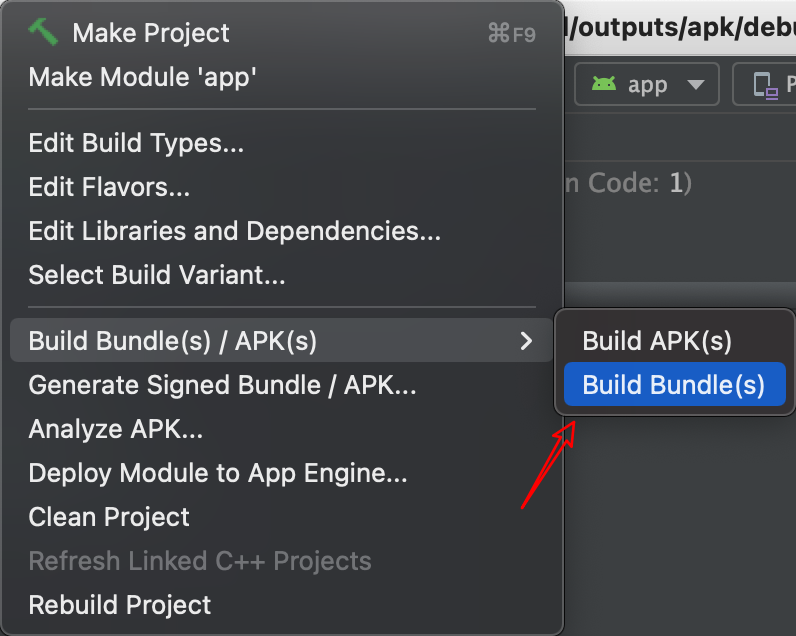 Make Project ⌘F9
Make Module 'app'
Edit Build Types...
Edit Flavors...
Edit Libraries and Dependencies...
Select Build Variant...
Build Bundle(s) / APK(s)
Generate Signed Bundle / APK...
Analyze APK...
Deploy Module to App Engine...
Clean Project
Refresh Linked C++ Projects
Rebuild Project
/outputs/apk/debu
app
P
n Code: 1)
Build APK(s)
Build Bundle(s)